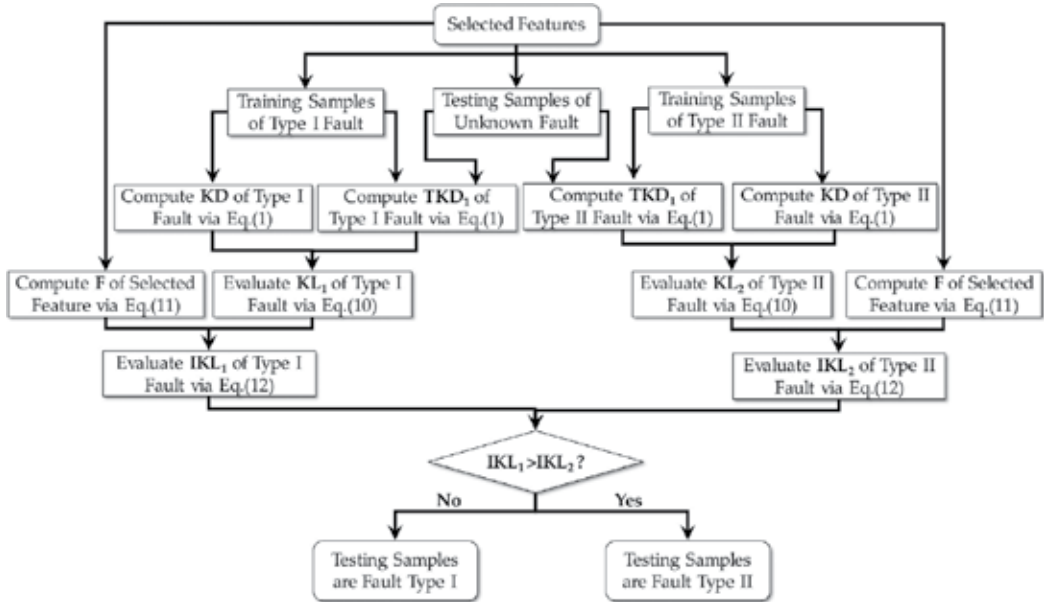 Selected Features
Training Samples
of Type I Fault
Testing Samples of
Unknown Fault
Training Samples
of Type II Fault
Compute KD of Type I
Fault via Eq.(1)
Compute TKD₁ of
Type I Fault via Eq.(1)
Compute TKD₁ of
Type II Fault via Eq.(1)
Compute KD of Type II
Fault via Eq.(1)
Compute F of Selected
Feature via Eq.(11)
Evaluate KL₁ of Type I
Fault via Eq.(10)
Evaluate KL₂ of Type II
Fault via Eq.(10)
Compute F of Selected
Feature via Eq.(11)
Evaluate IKL₁ of Type I
Fault via Eq.(12)
Evaluate IKL₂ of Type II
Fault via Eq.(12)
IKL₁>IKL₂?
No
Yes
Testing Samples
are Fault Type I
Testing Samples
are Fault Type II